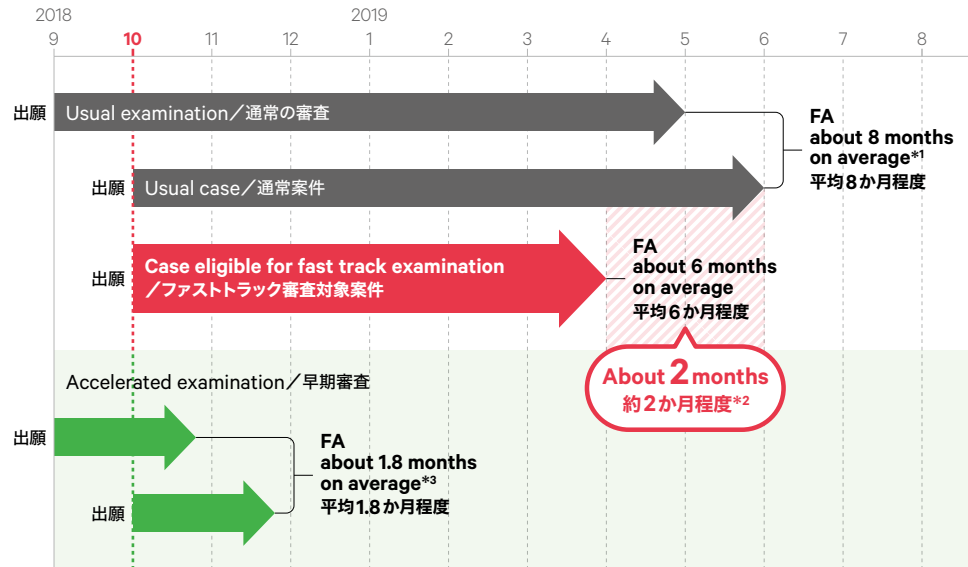 2018 2019
9 10 11 12 1 2 3 4 5 6 7 8
出願 Usual examination／通常の審査
FA
about 8 months
on average*1
平均8か月程度
出願 Usual case／通常案件
出願 Case eligible for fast track examination
／ファストトラック審査対象案件
FA
about 6 months
on average
平均6か月程度
About 2 months
約2か月程度*2
Accelerated examination／早期審査
出願
FA
about 1.8 months
on average*3
平均1.8か月程度
出願